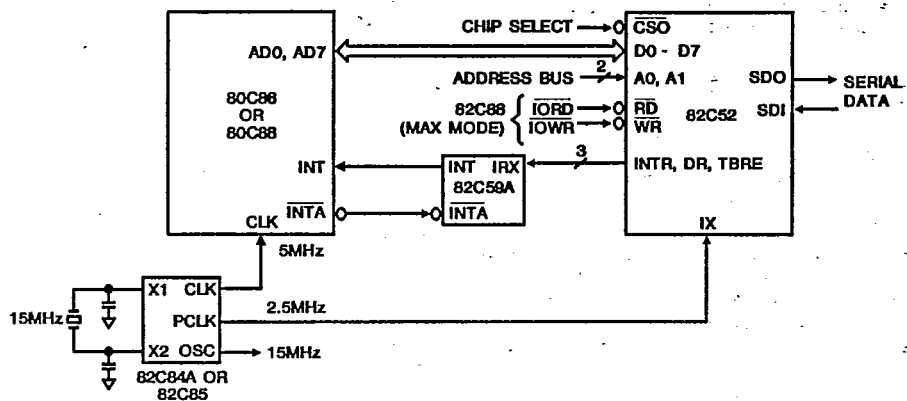 CHIP SELECT
CSO
AD0, AD7
D0 - D7
ADDRESS BUS
2
A0, A1
SDO
SERIAL
DATA
80C86
OR
80C88
82C88
(MAX MODE)
{
IORD
IOWR
RD
WR
82C52
SDI
INT
INT
IRX
82C59A
3
INTR, DR, TBRE
INTA
INTA
CLK
IX
5MHz
X1
CLK
15MHz
PCLK
2.5MHz
X2
OSC
15MHz
82C84A OR
82C85